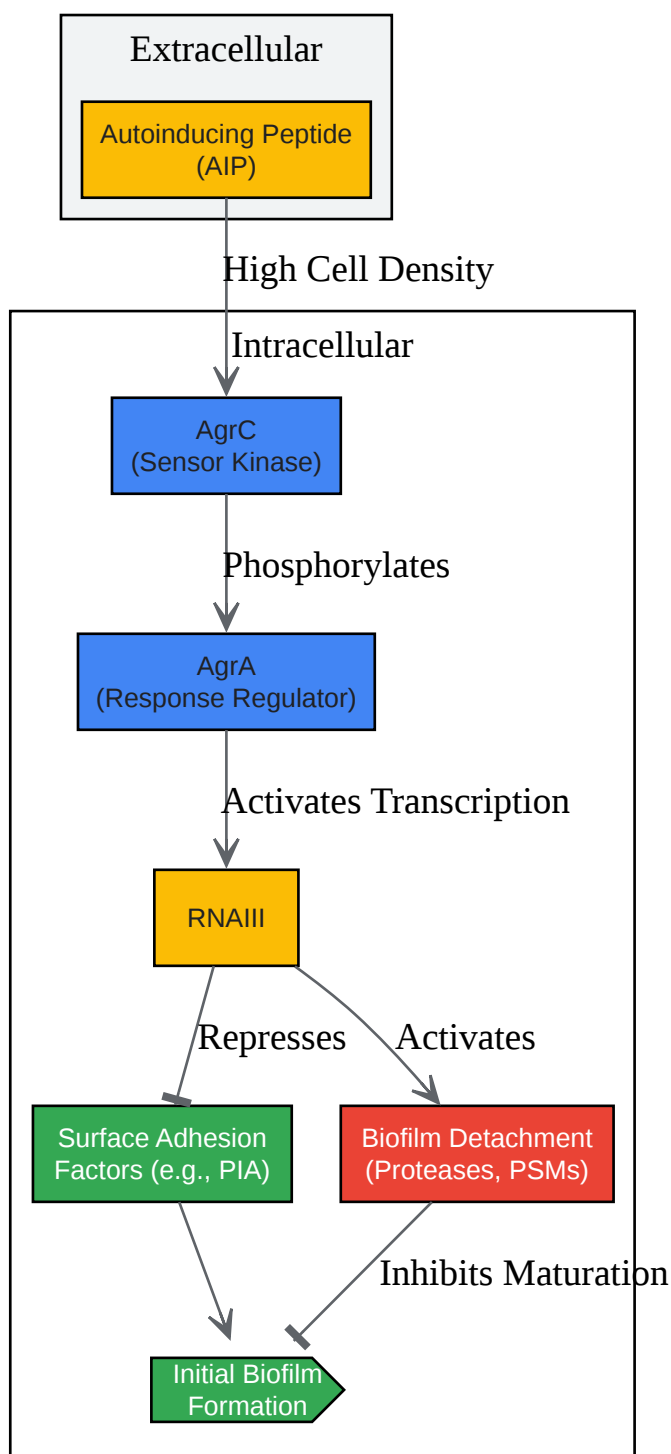 Extracellular
Autoinducing Peptide
(AIP)
High Cell Density
Intracellular
AgrC
(Sensor Kinase)
Phosphorylates
AgrA
(Response Regulator)
Activates Transcription
RNAIII
Represses
Activates
Surface Adhesion
Factors (e.g., PIA)
Biofilm Detachment
(Proteases, PSMs)
Inhibits Maturation
Initial Biofilm
Formation